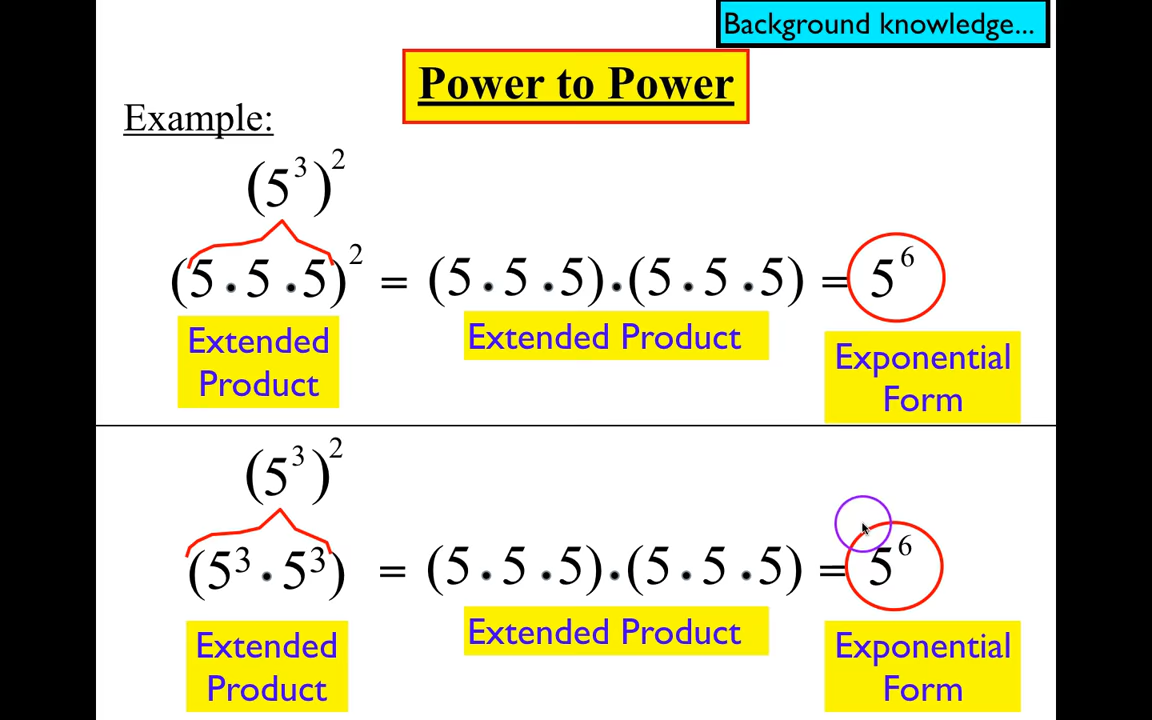 Background knowledge...
Power to Power
Example:
(5³)²
(5 • 5 • 5)² = (5 • 5 • 5) • (5 • 5 • 5) = 5⁶
Extended Product
Extended Product
Exponential Form
(5³)²
(5³ • 5³) = (5 • 5 • 5) • (5 • 5 • 5) = 5⁶
Extended Product
Extended Product
Exponential Form